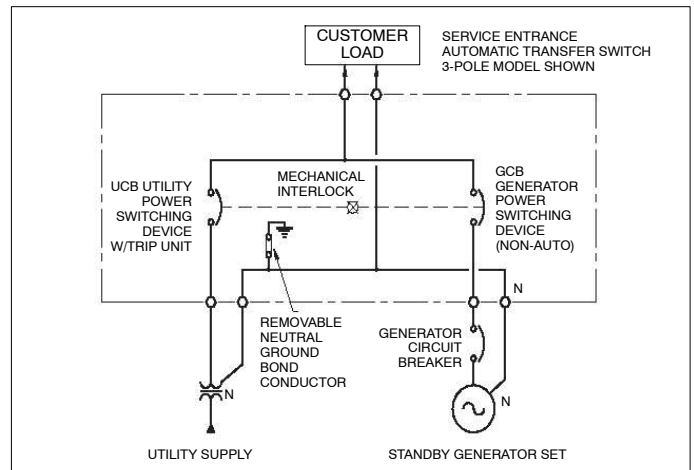 CUSTOMER
LOAD
SERVICE ENTRANCE
AUTOMATIC TRANSFER SWITCH
3-POLE MODEL SHOWN
UCB UTILITY
POWER
SWITCHING
DEVICE
W/TRIP UNIT
MECHANICAL
INTERLOCK
GCB
GENERATOR
POWER
SWITCHING
DEVICE
(NON-AUTO)
N
REMOVABLE
NEUTRAL
GROUND
BOND
CONDUCTOR
GENERATOR
CIRCUIT
BREAKER
N
N
UTILITY SUPPLY
STANDBY GENERATOR SET